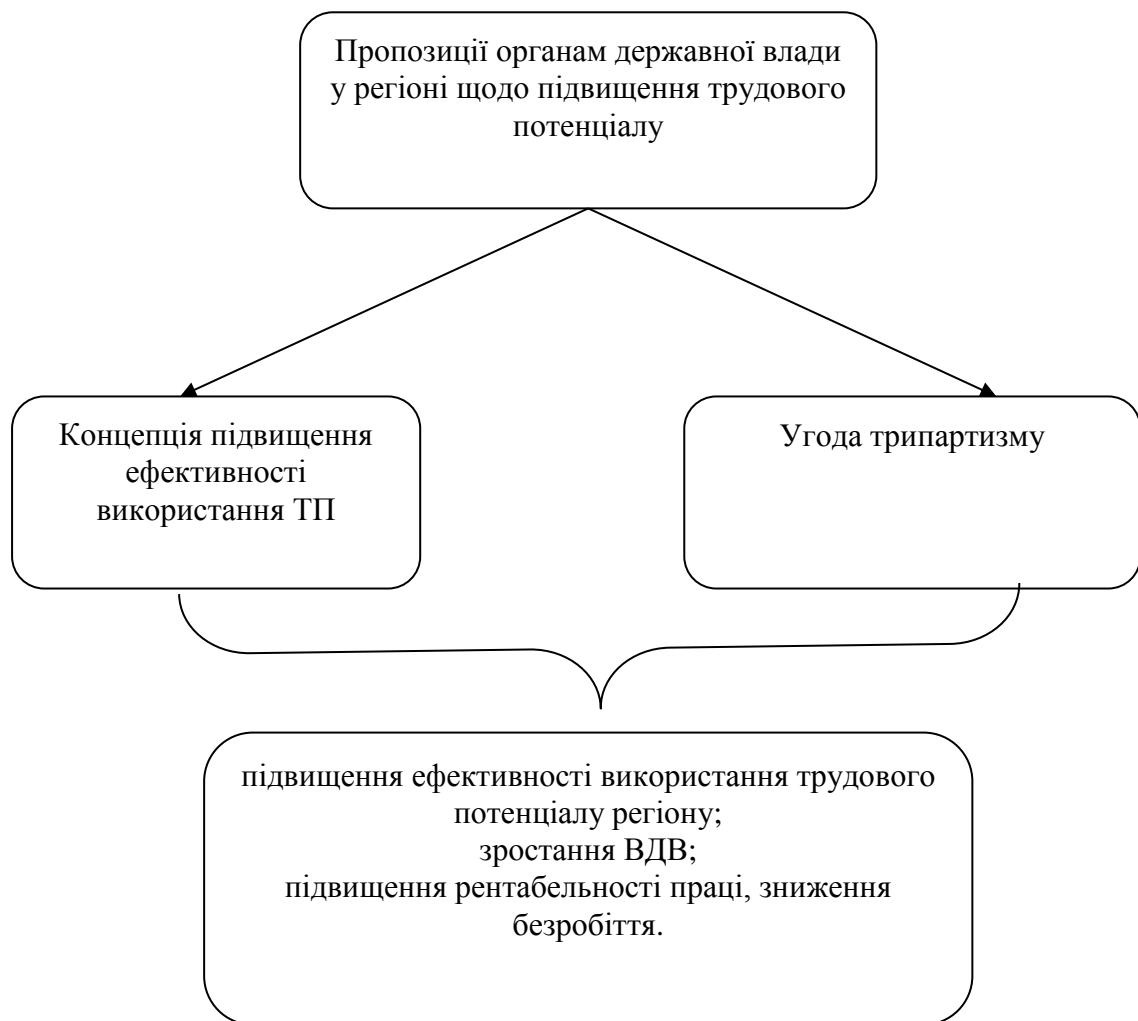 Пропозиції органам державної влади
у регіоні щодо підвищення трудового
потенціалу
Концепція підвищення
ефективності
використання ТП
Угода трипартизму
підвищення ефективності використання трудового
потенціалу регіону;
зростання ВДВ;
підвищення рентабельності праці, зниження
безробіття.